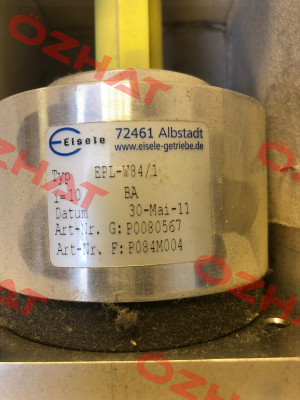 OZHAT
Eisele
72461 Albstadt
www.eisele-getriebe.de
Typ EPL-W84/1
i=10 BA
Datum 30-Mai-11
Art-Nr. G: P0080567
Art-Nr. F: P084M004
OZHAT
OZHAT